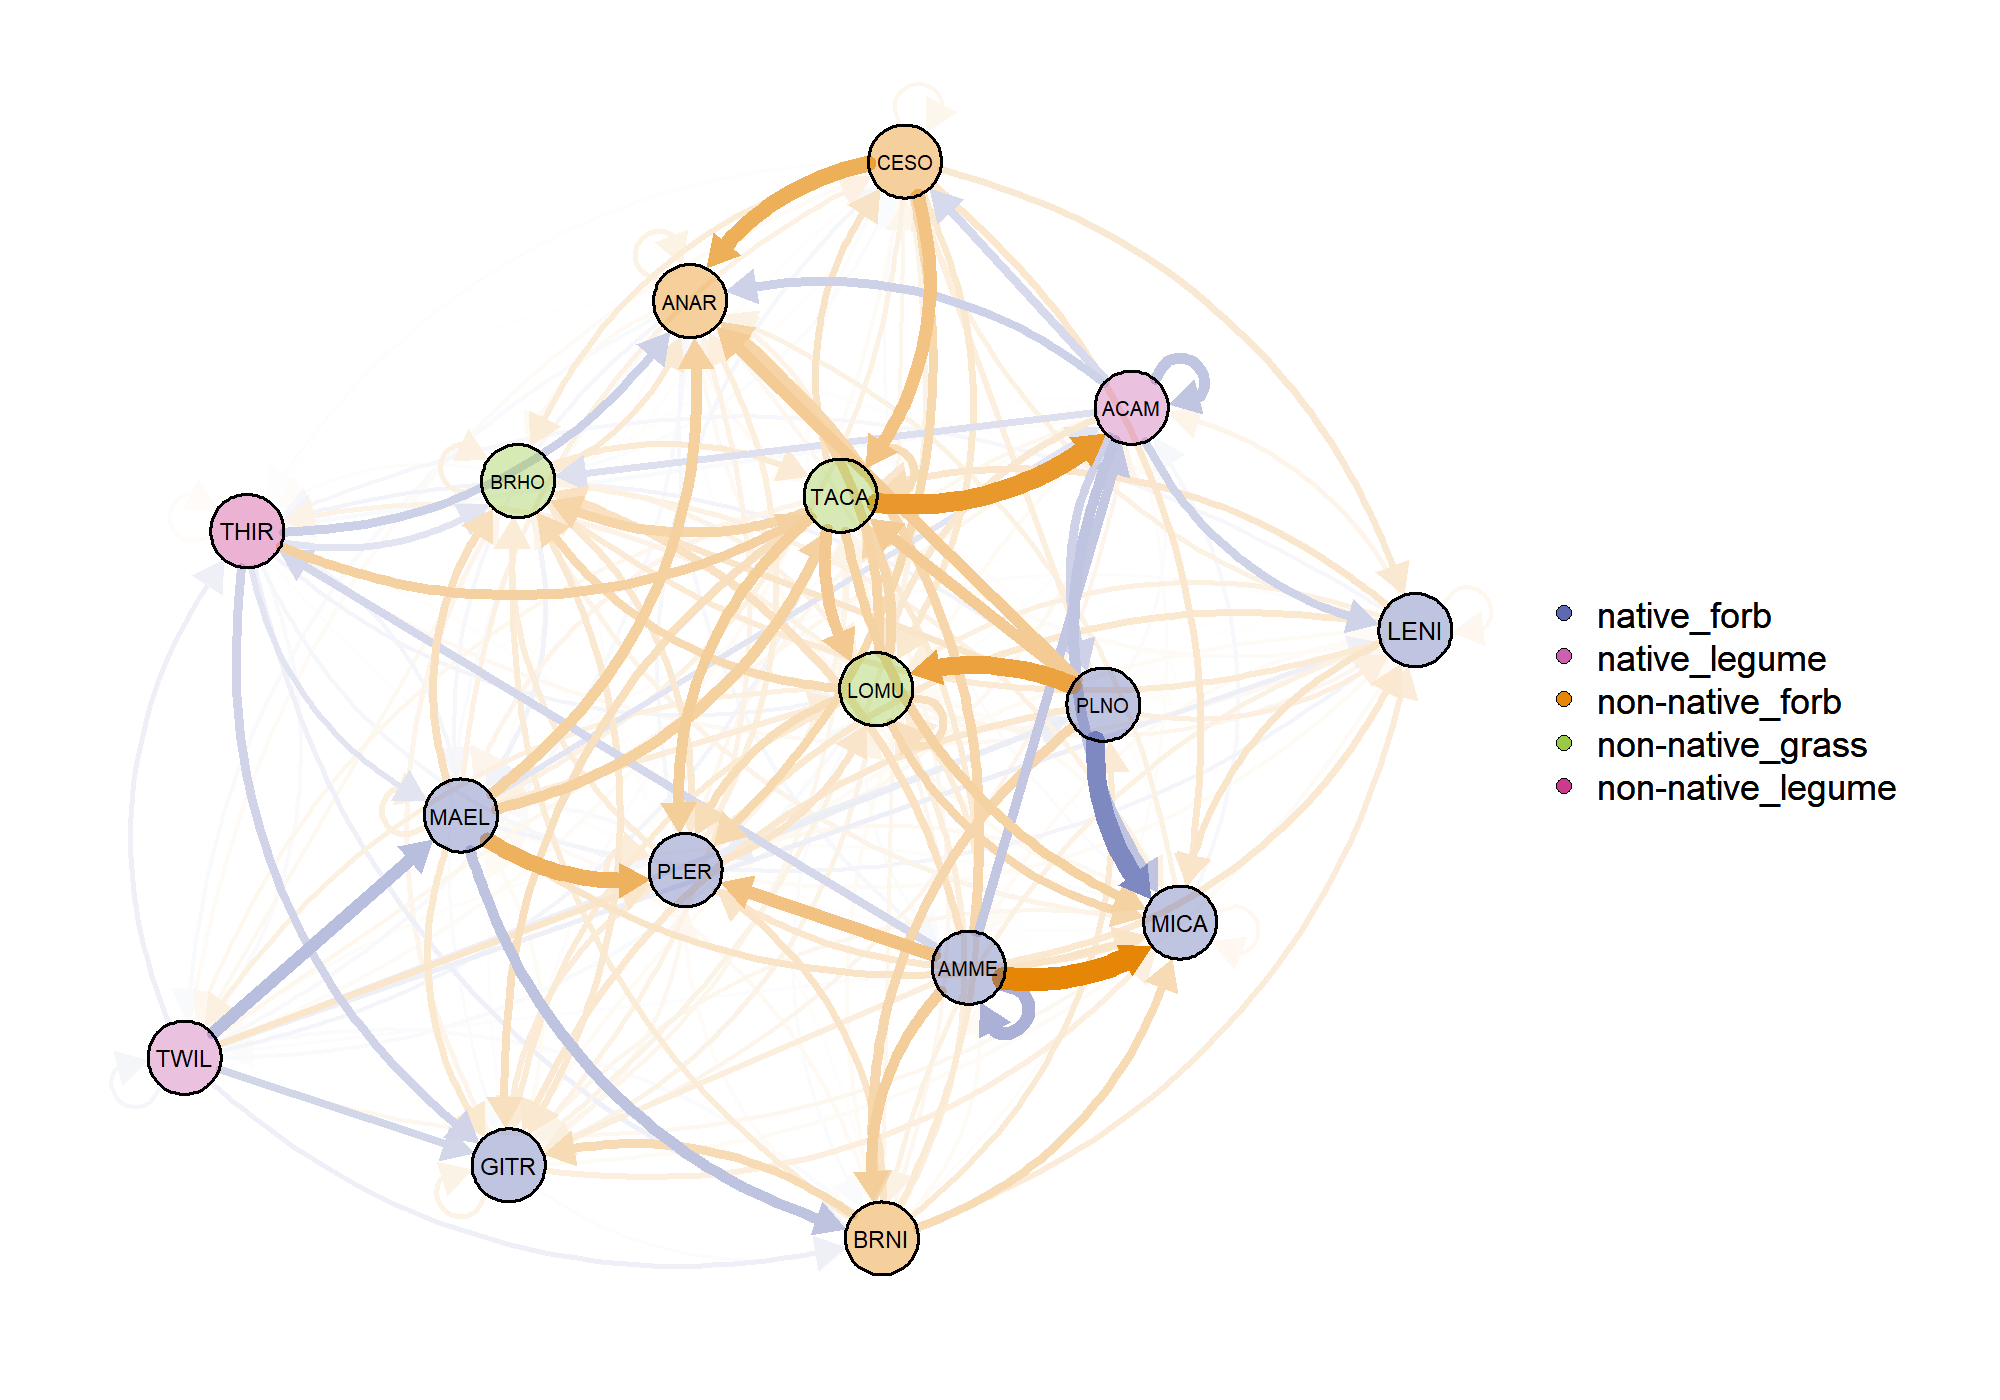 CESO
ANAR
ACAM
BRHO
TACA
THIR
LENI
LOMU
PLNO
MAEL
PLER
MICA
AMME
TWIL
GITR
BRNI
native_forb
native_legume
non-native_forb
non-native_grass
non-native_legume